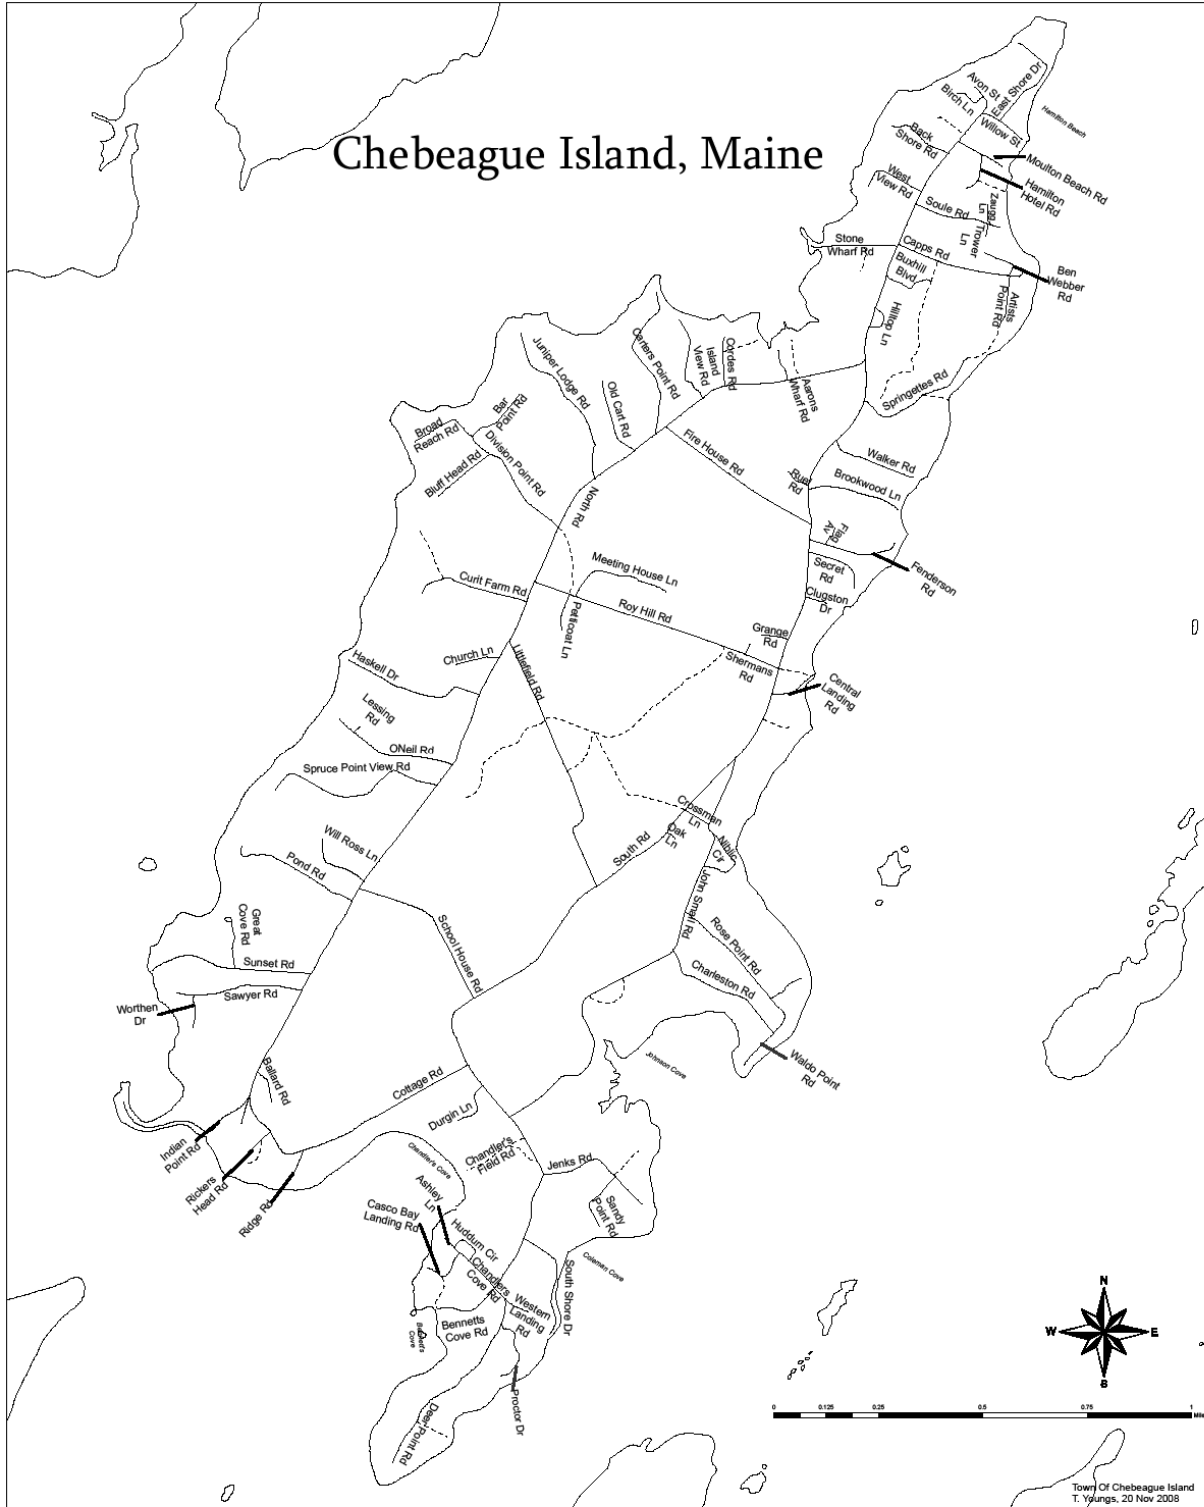 Chebeague Island, Maine
Avon St
East Shore Dr
Birch Ln
Hamilton Beach
Willow St
Back
Shore Rd
Moulton Beach Rd
West
View Rd
Hamilton
Hotel Rd
Zaugg
Ln
Soule Rd
Trower
Ln
Stone
Wharf Rd
Capps Rd
Buxhill
Blvd
Ben
Webber
Rd
Artists
Point Rd
Hilltop Ln
Juniper Lodge Rd
Carters Point Rd
Island
View Rd
Cordes Rd
Aarons
Wharf Rd
Springettes Rd
Old Cart Rd
Bar
Point Rd
Broad
Reach Rd
Division Point Rd
Bluff Head Rd
Fire House Rd
Walker Rd
Rue
Rd
Brookwood Ln
North Rd
Flag
Av
Fenderson
Rd
Secret
Rd
Clugston
Dr
Meeting House Ln
Curit Farm Rd
Roy Hill Rd
Petticoat Ln
Grange
Rd
Shermans
Rd
Church Ln
Littlefield Rd
Haskell Dr
Central
Landing
Rd
Lessing
Rd
ONeil Rd
Spruce Point View Rd
Crossman
Ln
Oak
Ln
Niblic
Cir
South Rd
Will Ross Ln
Pond Rd
John Small Rd
Great
Cove Rd
School House Rd
Rose Point Rd
Sunset Rd
Charleston Rd
Sawyer Rd
Worthen
Dr
Waldo Point
Rd
Johnson Cove
Ballard Rd
Cottage Rd
Durgin Ln
Indian
Point Rd
Chandler's
Field Rd
Chandler's Cove
Jenks Rd
Rickers
Head Rd
Ridge Rd
Ashley
Ln
Sandy
Point Rd
Casco Bay
Landing Rd
Huddum Cir
Chandlers
Cove Rd
Coleman Cove
South Shore Dr
Western
Landing
Rd
Bennetts
Cove Rd
Bennett's
Cove
Proctor Dr
Deer Point Rd
N
W
E
S
0
0.125
0.25
0.5
0.75
1
Town Of Chebeague Island
T. Youngs, 20 Nov 2008